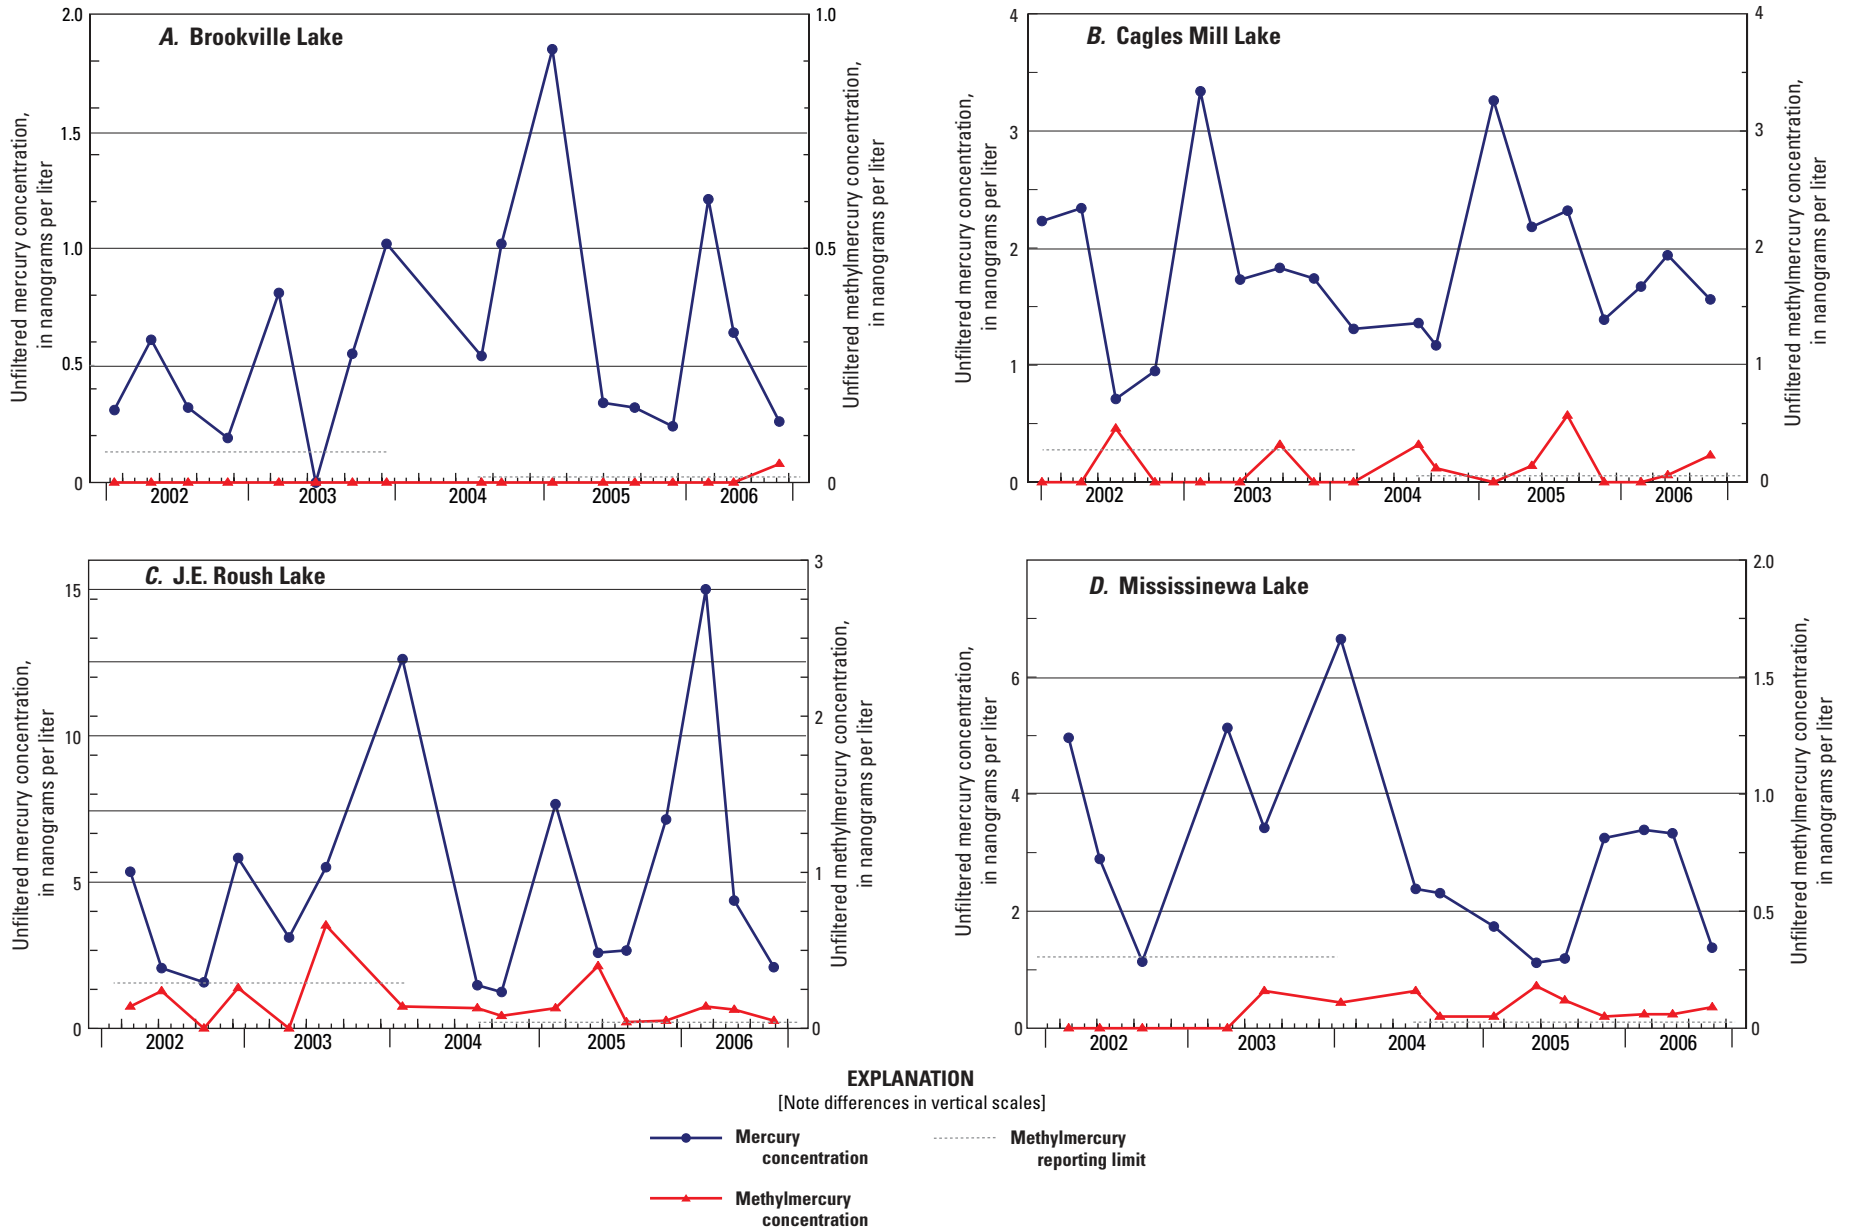 A. Brookville Lake
Unfiltered mercury concentration,
in nanograms per liter
2.0
1.5
1.0
0.5
0
1.0
0.5
0
Unfiltered methylmercury concentration,
in nanograms per liter
2002 2003 2004 2005 2006
B. Cagles Mill Lake
Unfiltered mercury concentration,
in nanograms per liter
4
3
2
1
0
4
3
2
1
0
Unfiltered methylmercury concentration,
in nanograms per liter
2002 2003 2004 2005 2006
C. J.E. Roush Lake
Unfiltered mercury concentration,
in nanograms per liter
15
10
5
0
3
2
1
0
Unfiltered methylmercury concentration,
in nanograms per liter
2002 2003 2004 2005 2006
D. Mississinewa Lake
Unfiltered mercury concentration,
in nanograms per liter
6
4
2
0
2.0
1.5
1.0
0.5
0
Unfiltered methylmercury concentration,
in nanograms per liter
2002 2003 2004 2005 2006
EXPLANATION
[Note differences in vertical scales]
Mercury
concentration
Methylmercury
reporting limit
Methylmercury
concentration